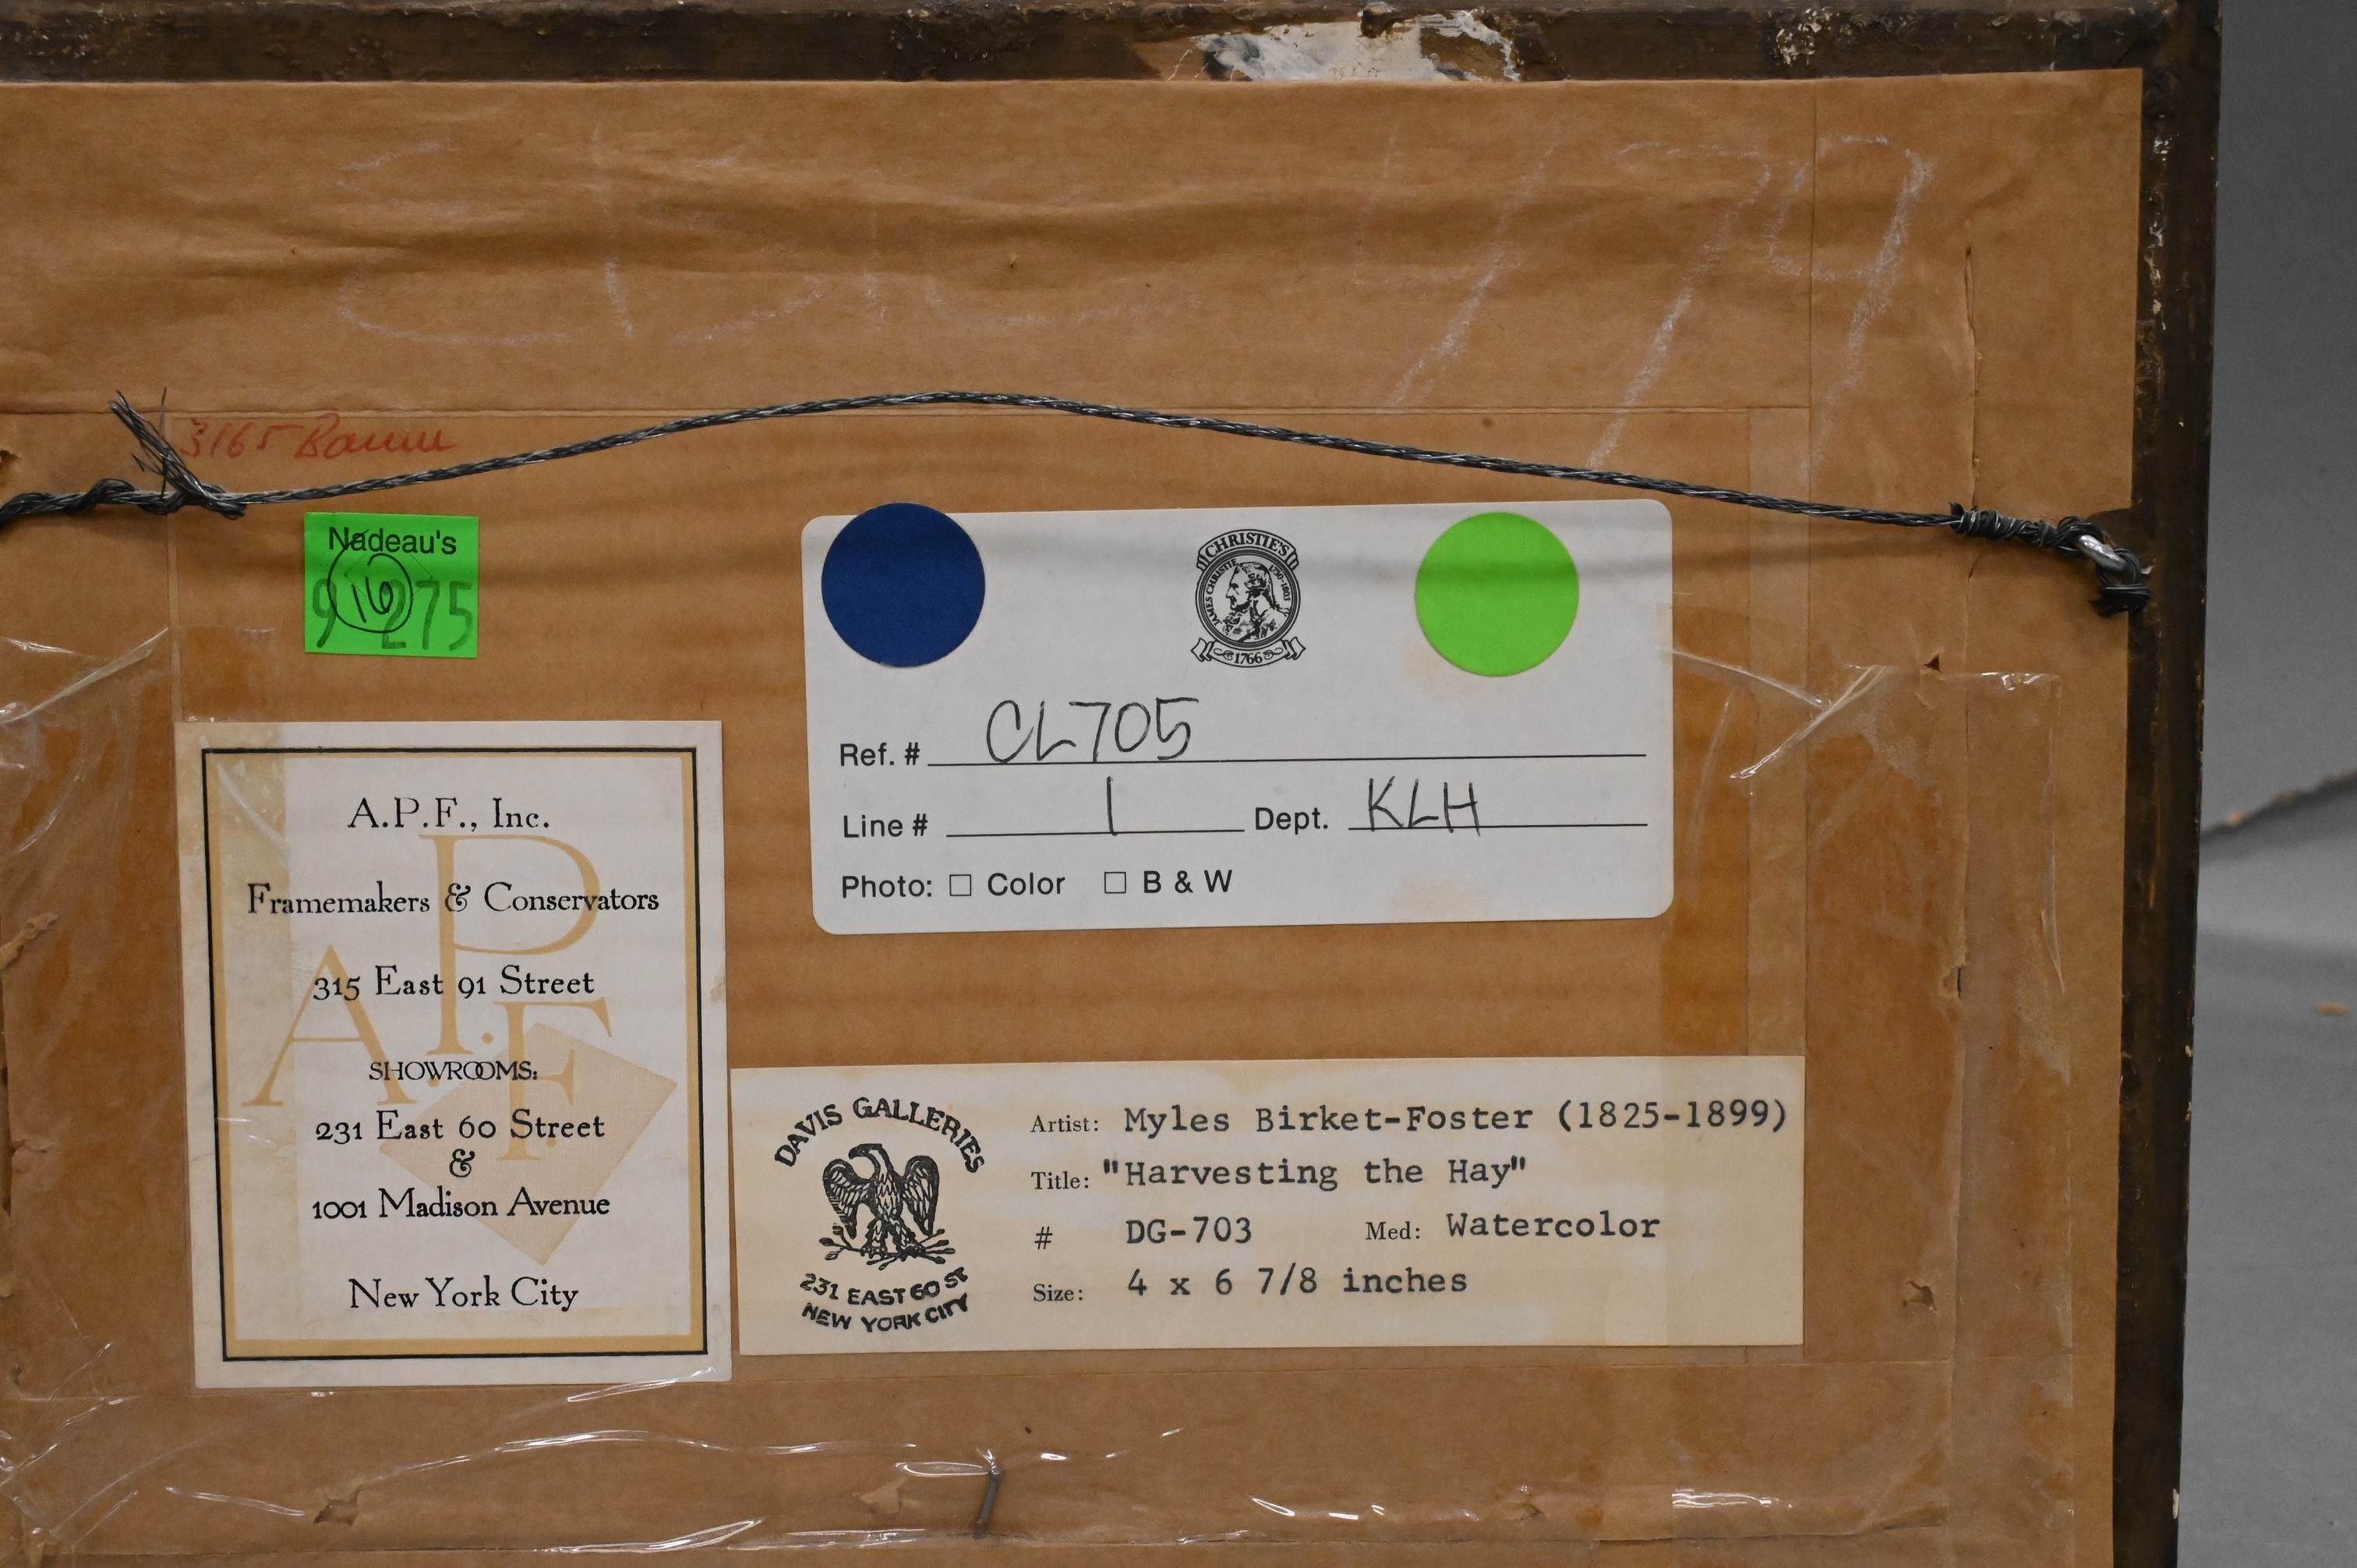 3165
Nadeau's
9 275
16
CHRISTIE'S
JAMES CHRISTIE 1730-1803
1766
Ref. # CL705
Line # 1 Dept. KLH
Photo: □ Color □ B & W
A.P.F., Inc.
Framemakers & Conservators
315 East 91 Street
SHOWROOMS:
231 East 60 Street
&
1001 Madison Avenue
New York City
A.P.F.
DAVIS GALLERIES
231 EAST 60 ST
NEW YORK CITY
Artist: Myles Birket-Foster (1825-1899)
Title: "Harvesting the Hay"
# DG-703 Med: Watercolor
Size: 4 x 6 7/8 inches